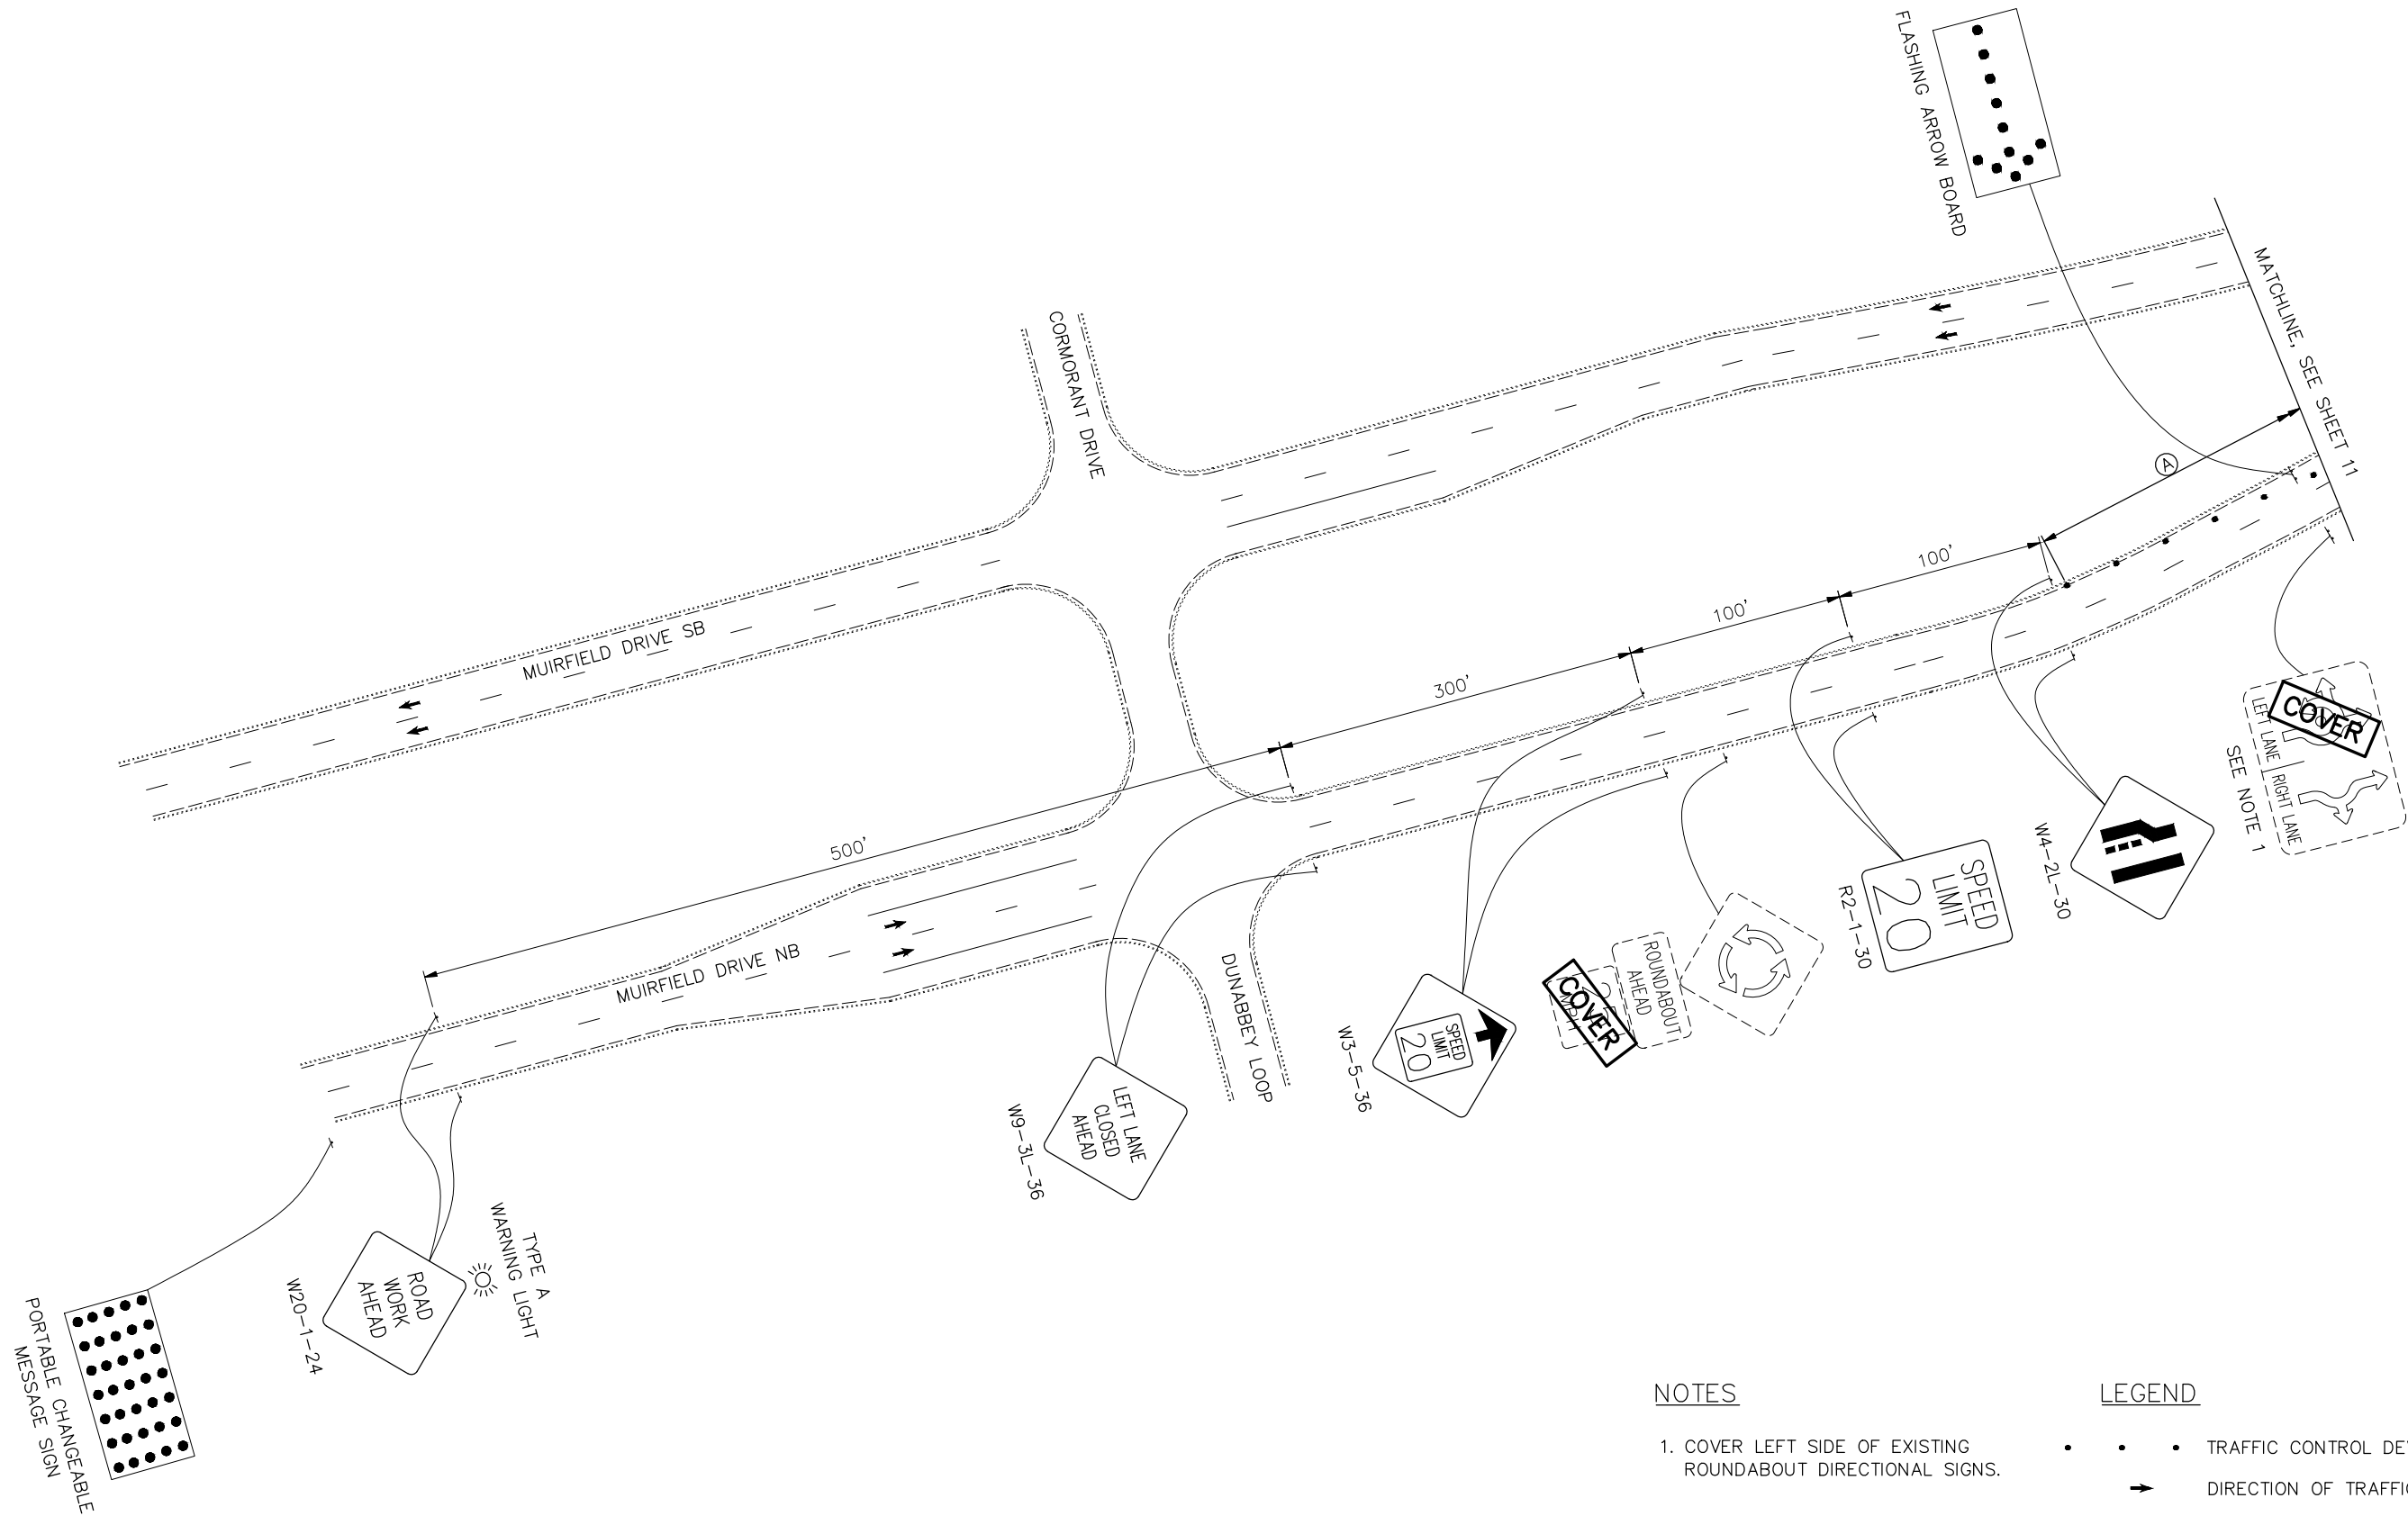 FLASHING ARROW BOARD
MATCHLINE, SEE SHEET 11
CORMORANT DRIVE
A
100'
100'
300'
500'
MUIRFIELD DRIVE SB
MUIRFIELD DRIVE NB
DUNABBEY LOOP
COVER
LEFT LANE
RIGHT LANE
SEE NOTE 1
W4-2L-30
SPEED
LIMIT
20
R2-1-30
ROUNDABOUT
AHEAD
COVER
MPH
SPEED
LIMIT
20
W3-5-36
LEFT LANE
CLOSED
AHEAD
W9-3L-36
TYPE A
WARNING LIGHT
ROAD
WORK
AHEAD
W20-1-24
PORTABLE CHANGEABLE
MESSAGE SIGN
NOTES
1. COVER LEFT SIDE OF EXISTING
ROUNDABOUT DIRECTIONAL SIGNS.
LEGEND
TRAFFIC CONTROL
DIRECTION OF